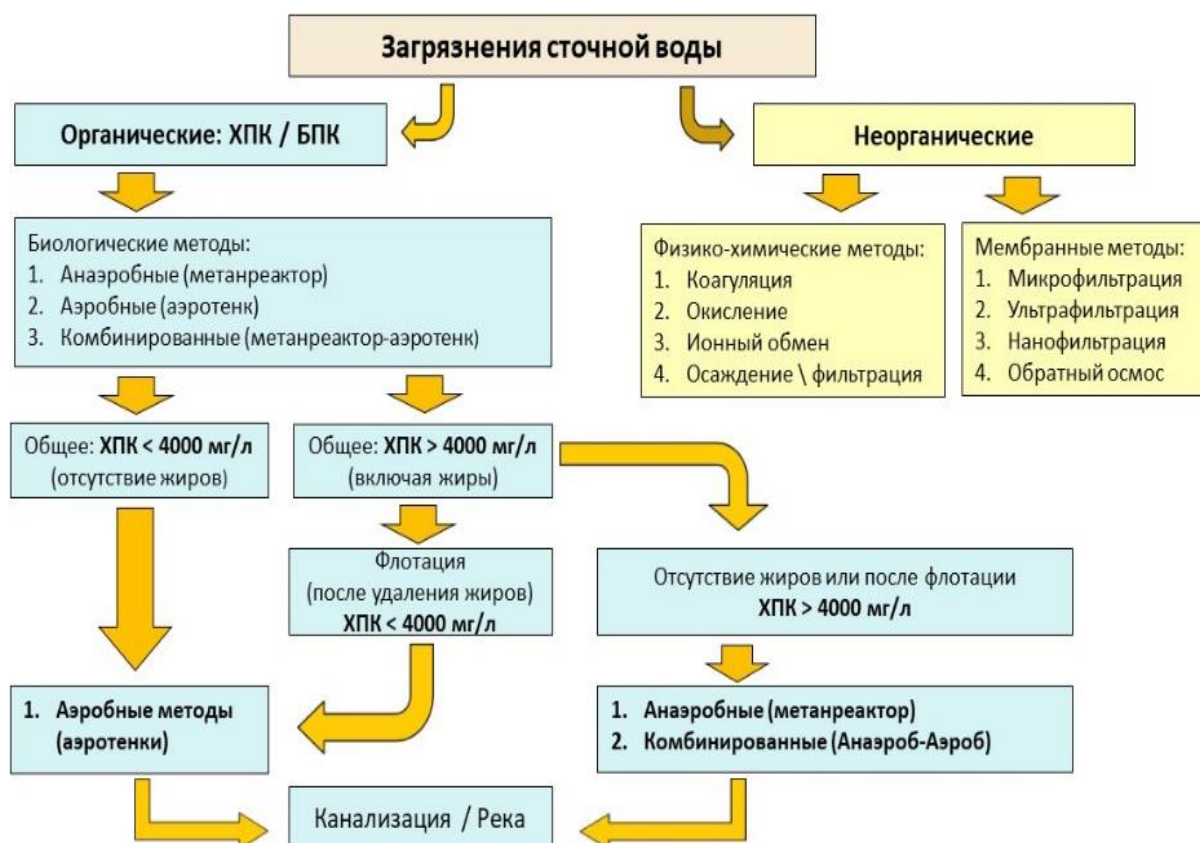 Загрязнения сточной воды
Органические: ХПК / БПК
Неорганические
Биологические методы:
1. Анаэробные (метанреактор)
2. Аэробные (аэротенк)
3. Комбинированные (метанреактор-аэротенк)
Физико-химические методы:
1. Коагуляция
2. Окисление
3. Ионный обмен
4. Осаждение \ фильтрация
Мембранные методы:
1. Микрофильтрация
2. Ультрафильтрация
3. Нанофильтрация
4. Обратный осмос
Общее: ХПК < 4000 мг/л
(отсутствие жиров)
Общее: ХПК > 4000 мг/л
(включая жиры)
Флотация
(после удаления жиров)
ХПК < 4000 мг/л
Отсутствие жиров или после флотации
ХПК > 4000 мг/л
1. Аэробные методы
(аэротенки)
1. Анаэробные (метанреактор)
2. Комбинированные (Анаэроб-Аэроб)
Канализация / Река